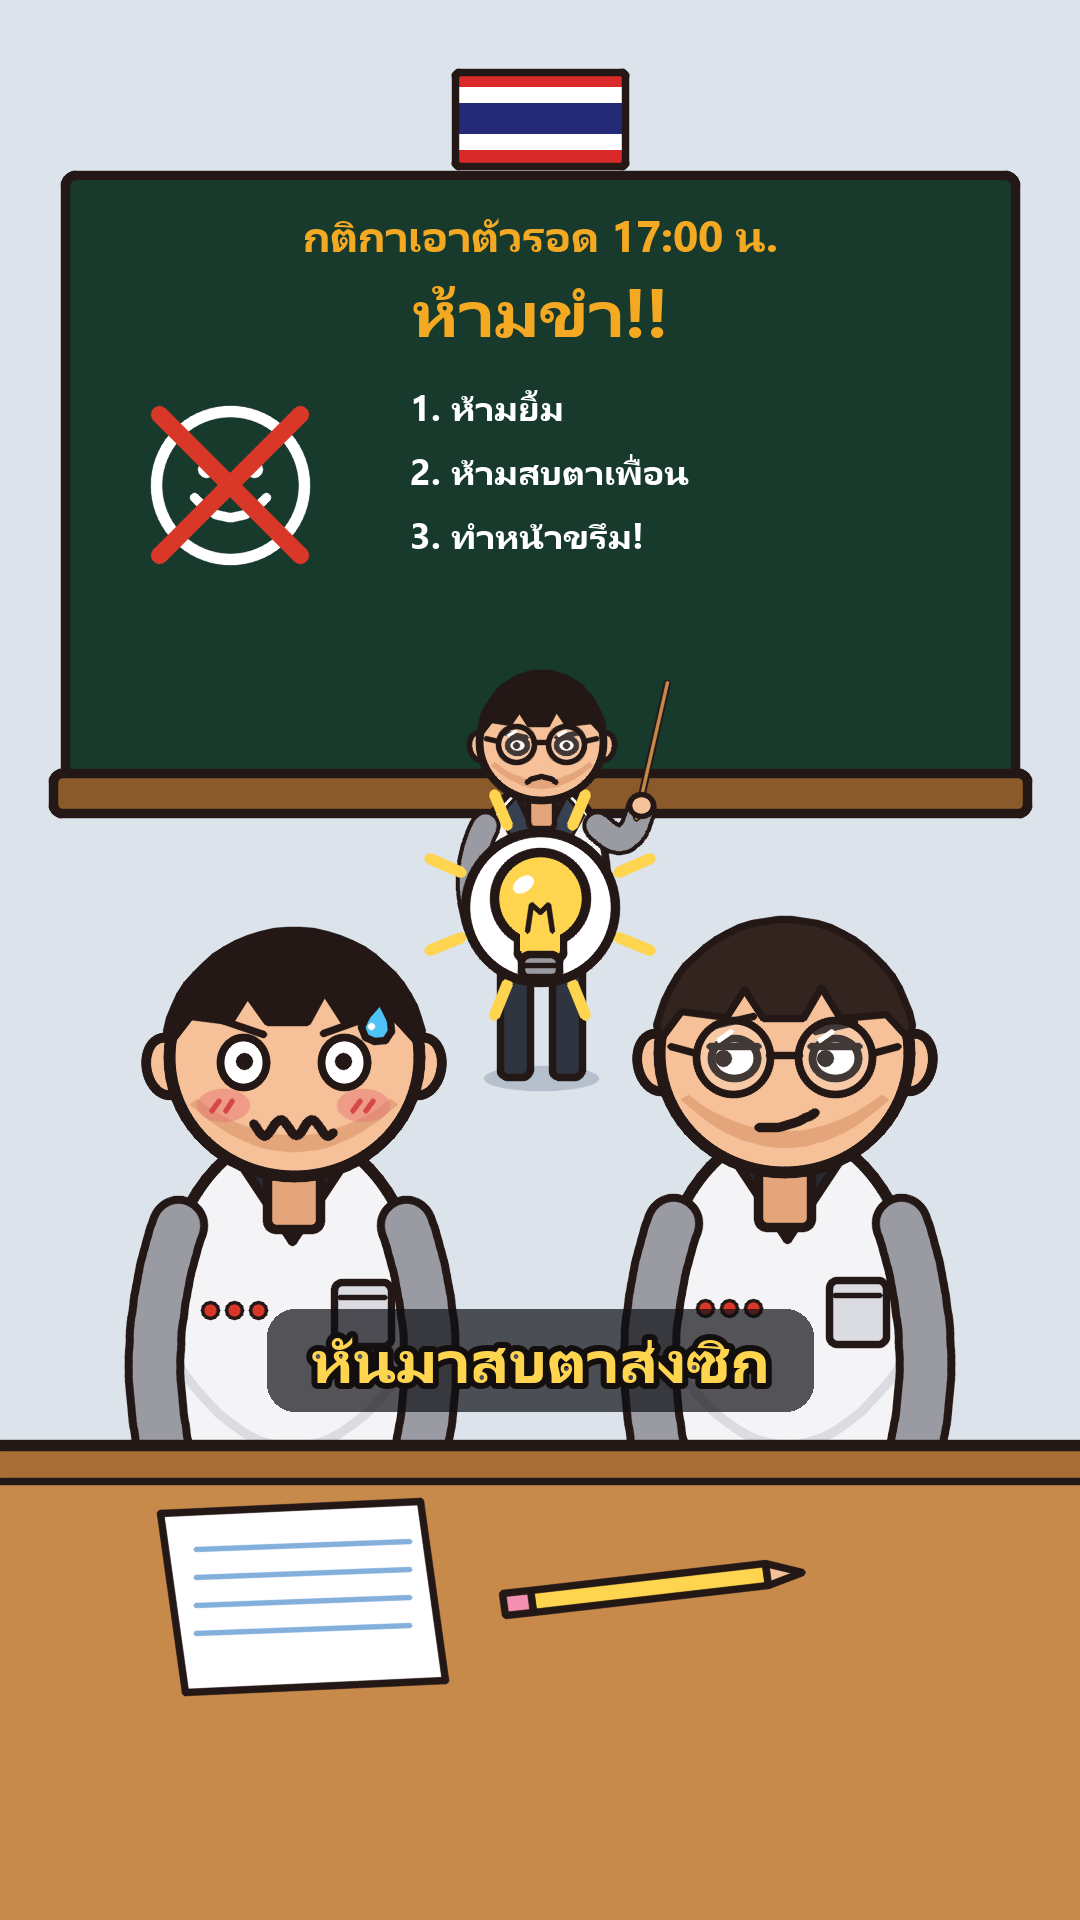 กติกาเอาตัวรอด 17:00 น.
ห้ามขำ!!
1. ห้ามยิ้ม
2. ห้ามสบตาเพื่อน
3. ทำหน้าขรึม!
หันมาสบตาส่งซิก